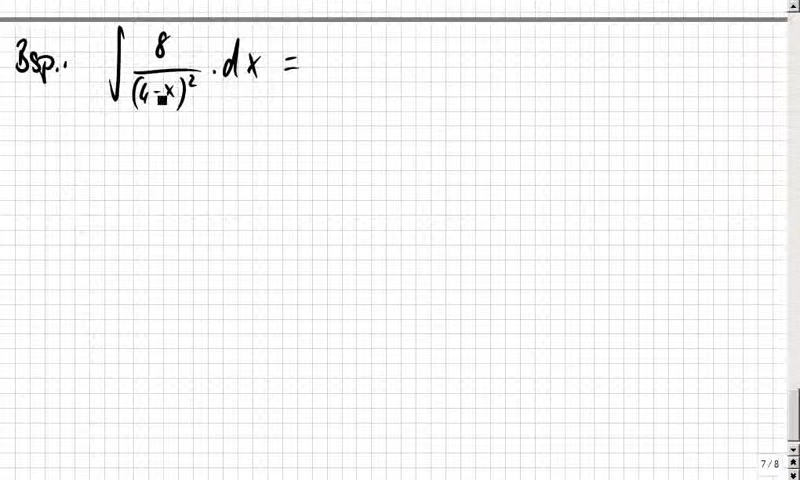 Bsp.: ∫ 8/(4-x)² · dx =
7/8